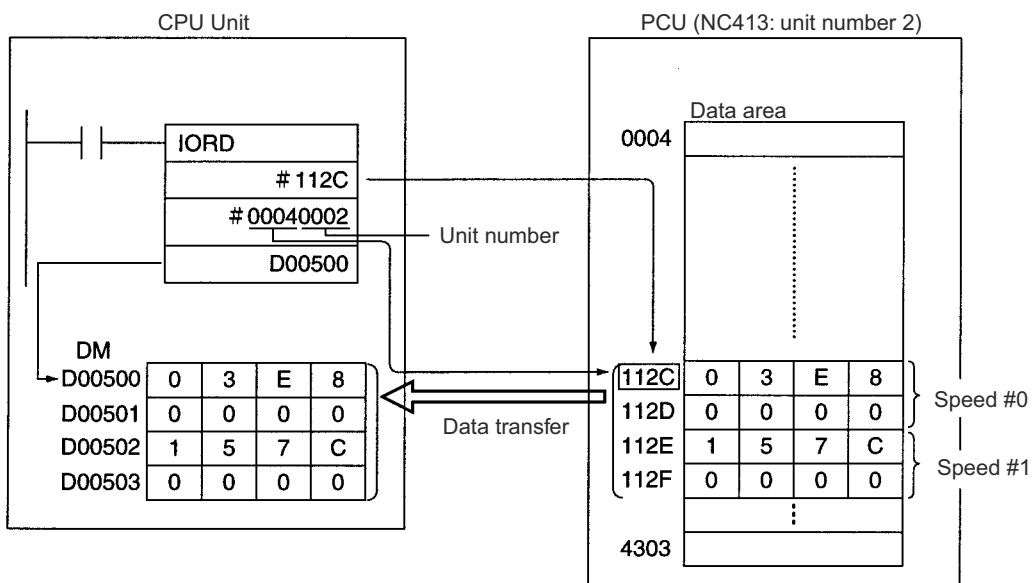 CPU Unit
IORD
# 112C
# 00040002
D00500
Unit number
DM
D00500 0 3 E 8
D00501 0 0 0 0
D00502 1 5 7 C
D00503 0 0 0 0
Data transfer
PCU (NC413: unit number 2)
Data area
0004
112C 0 3 E 8
112D 0 0 0 0
112E 1 5 7 C
112F 0 0 0 0
4303
Speed #0
Speed #1